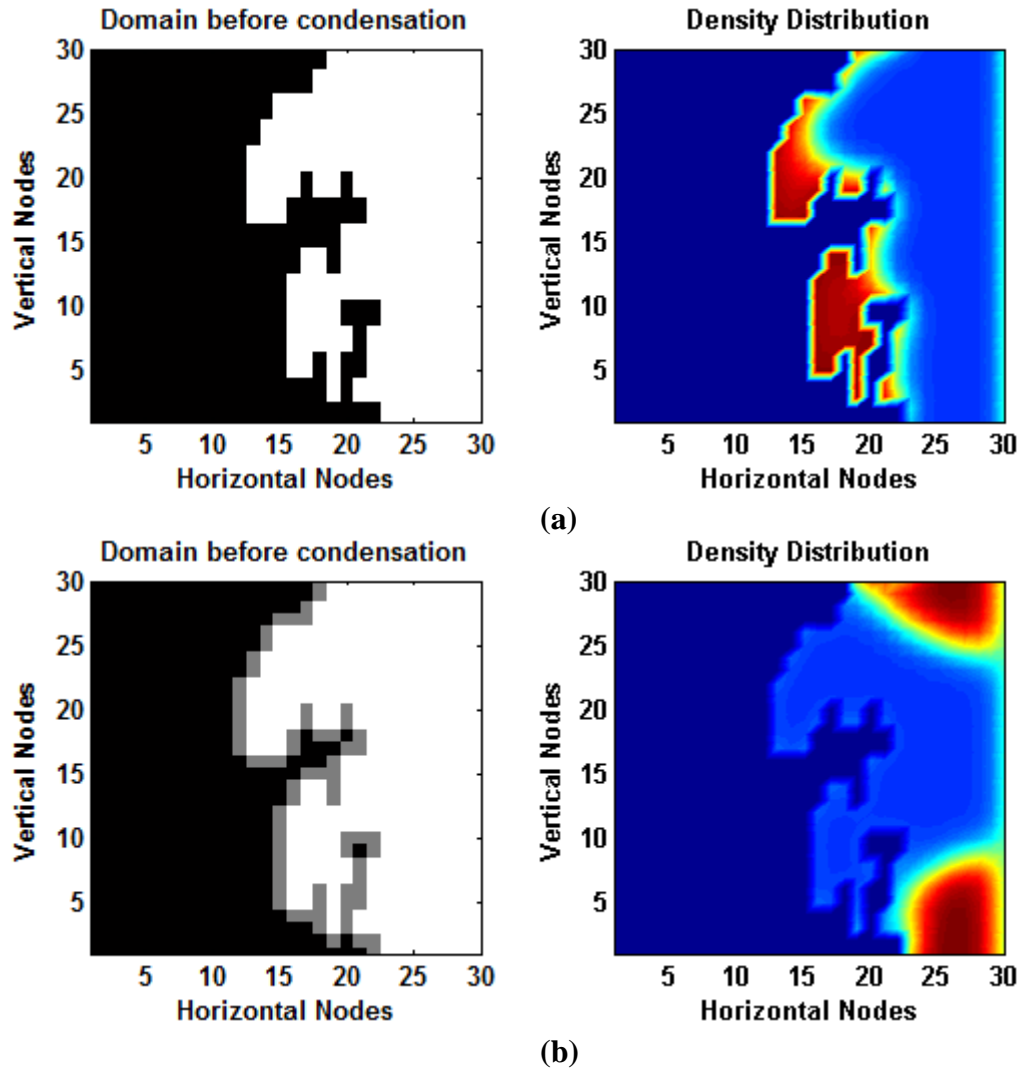 Domain before condensation
Density Distribution
30
25
20
15
10
5
Vertical Nodes
5 10 15 20 25 30
Horizontal Nodes
30
25
20
15
10
5
Vertical Nodes
5 10 15 20 25 30
Horizontal Nodes
(a)
Domain before condensation
Density Distribution
30
25
20
15
10
5
Vertical Nodes
5 10 15 20 25 30
Horizontal Nodes
30
25
20
15
10
5
Vertical Nodes
5 10 15 20 25 30
Horizontal Nodes
(b)